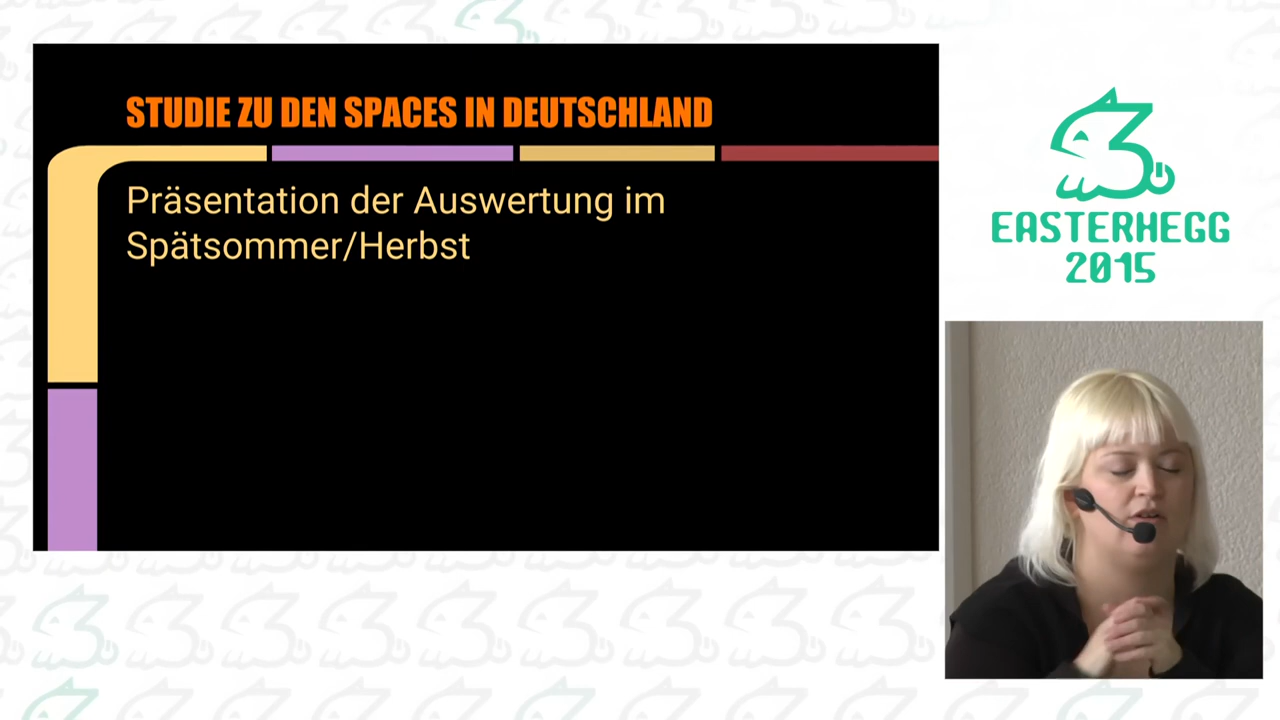 STUDIE ZU DEN SPACES IN DEUTSCHLAND
Präsentation der Auswertung im
Spätsommer/Herbst
EASTERHEGG
2015